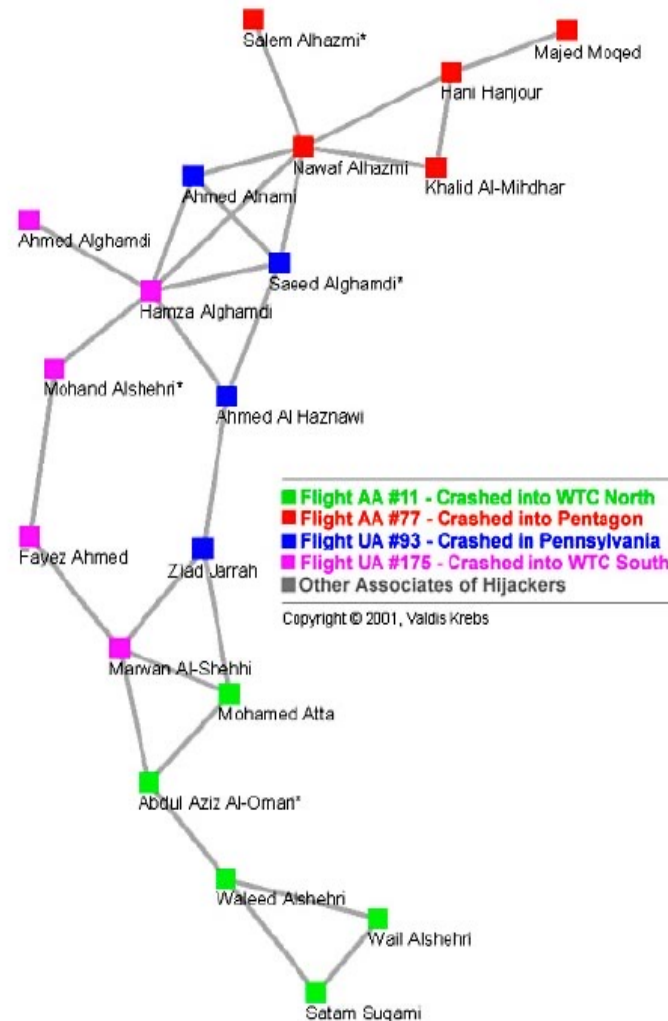 Salem Alhazmi*
Majed Moqed
Hani Hanjour
Nawaf Alhazmi
Khalid Al-Mihdhar
Ahmed Alnami
Ahmed Alghamdi
Saeed Alghamdi*
Hamza Alghamdi
Mohand Alshehri*
Ahmed Al Haznawi
Flight AA #11 - Crashed into WTC North
Flight AA #77 - Crashed into Pentagon
Flight UA #93 - Crashed in Pennsylvania
Flight UA #175 - Crashed into WTC South
Other Associates of Hijackers
Copyright © 2001, Valdis Krebs
Fayez Ahmed
Ziad Jarrah
Marwan Al-Shehhi
Mohamed Atta
Abdul Aziz Al-Omari*
Waleed Alshehri
Wail Alshehri
Satam Suqami